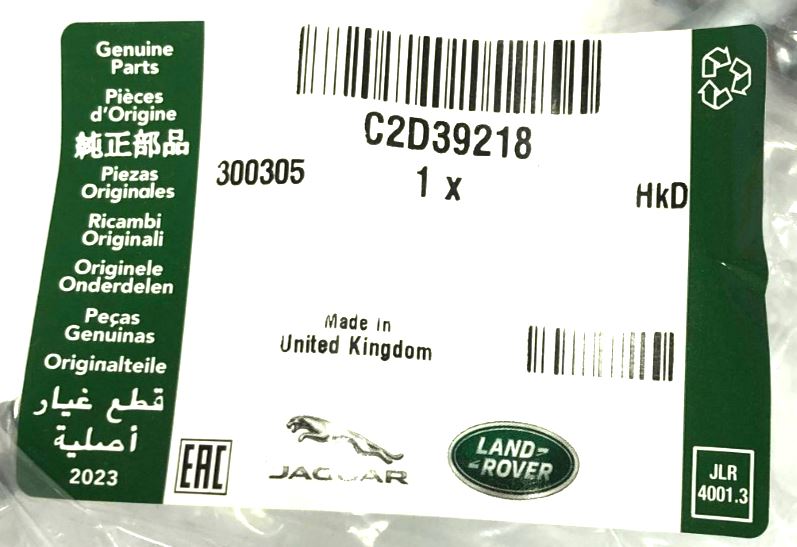 Genuine
Parts
Pièces
d'Origine
純正部品
Piezas
Originales
Ricambi
Originali
Originele
Onderdelen
Peças
Genuinas
Originalteile
قطع غيار
أصلية
2023
C2D39218
300305
1 x
HkD
Made in
United Kingdom
EAC
JAGUAR
LAND-
-ROVER
JLR
4001.3